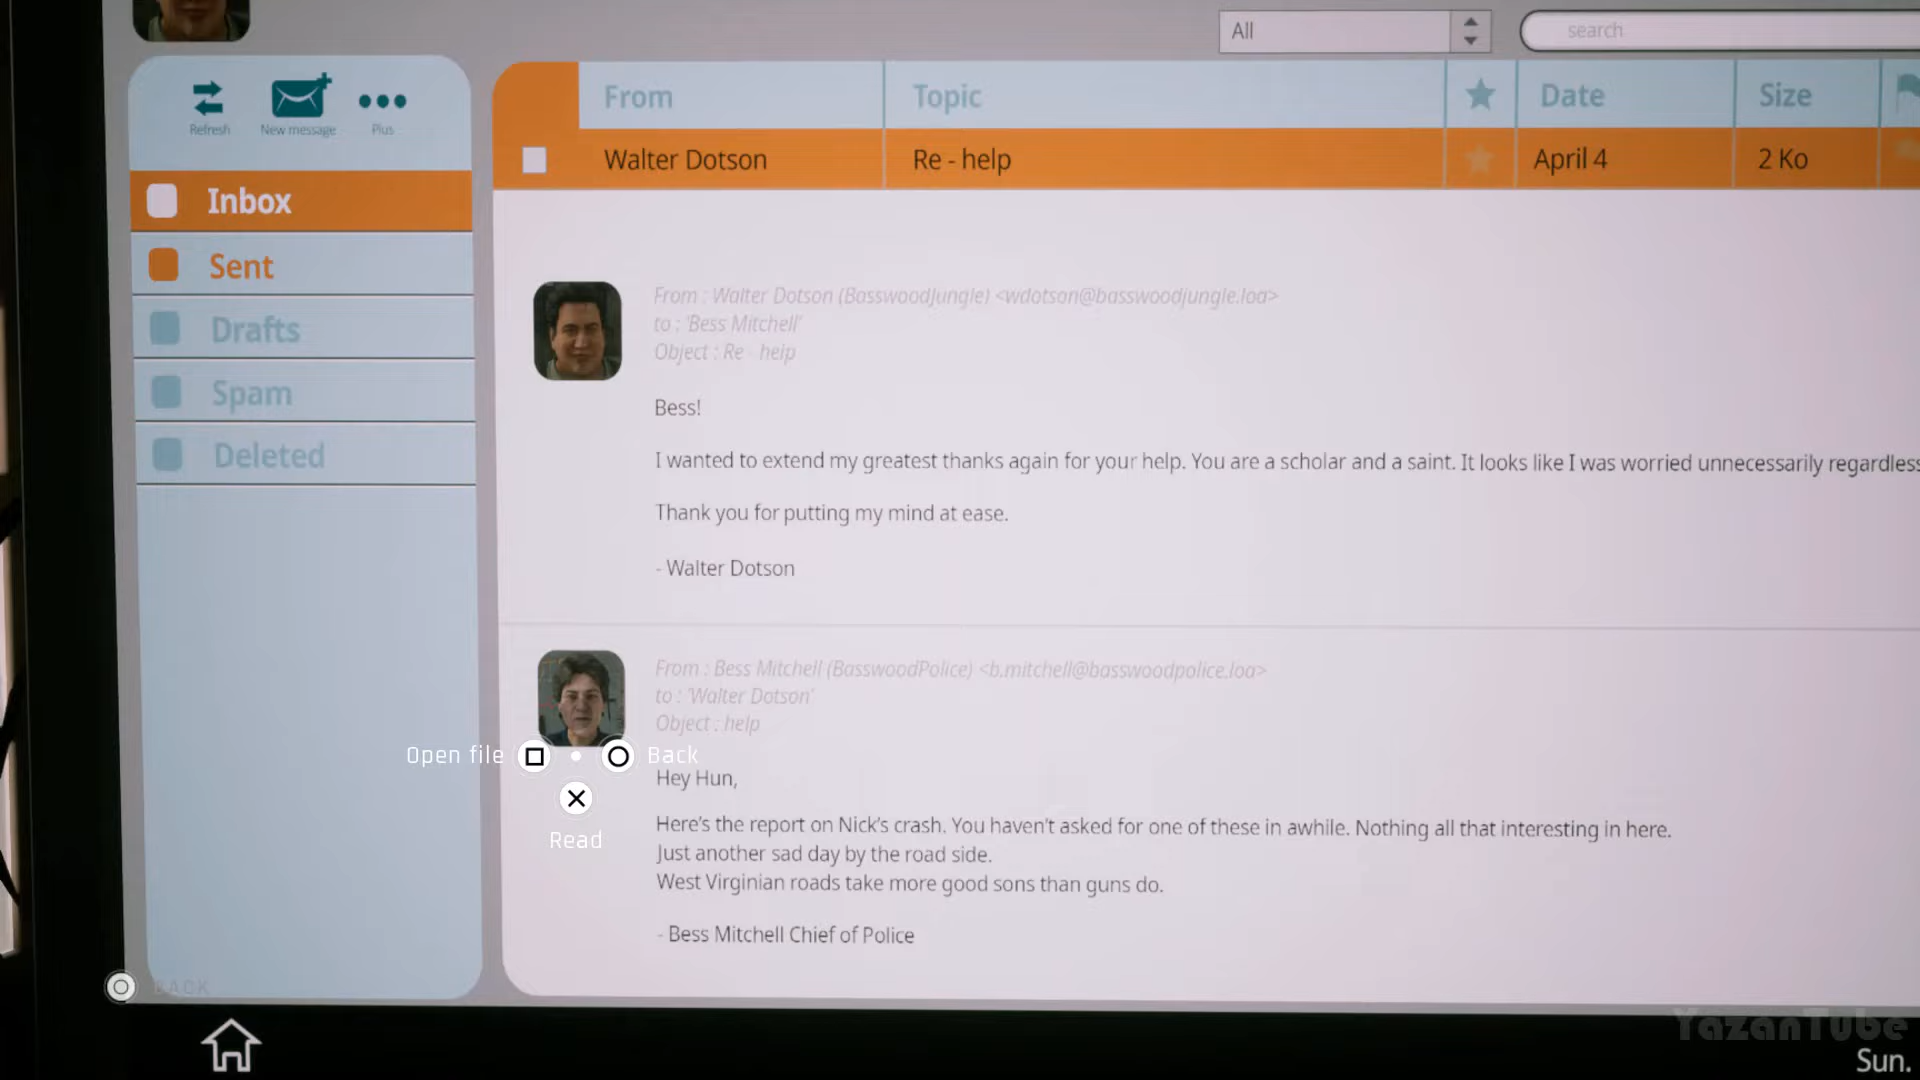 All
search
Refresh
New message
Plus
From
Topic
Date
Size
Walter Dotson
Re - help
April 4
2 Ko
Inbox
Sent
Drafts
Spam
Deleted
From : Walter Dotson (BasswoodJungle) <wdotson@basswoodjungle.loa>
to : 'Bess Mitchell'
Object : Re - help
Bess!
I wanted to extend my greatest thanks again for your help. You are a scholar and a saint. It looks like I was worried unnecessarily regardless
Thank you for putting my mind at ease.
- Walter Dotson
From : Bess Mitchell (BasswoodPolice) <b.mitchell@basswoodpolice.loa>
to : 'Walter Dotson'
Object : help
Open file
Back
Read
Hey Hun,
Here's the report on Nick's crash. You haven't asked for one of these in awhile. Nothing all that interesting in here.
Just another sad day by the road side.
West Virginian roads take more good sons than guns do.
- Bess Mitchell Chief of Police
BACK
YazanTube
Sun.